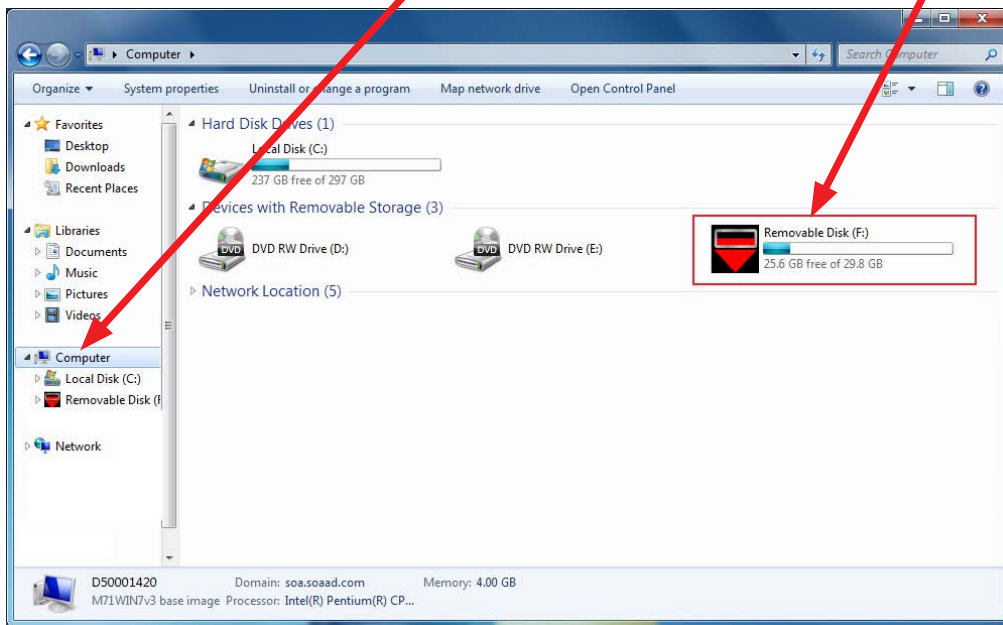 Computer
Search Computer
Organize System properties Uninstall or change a program Map network drive Open Control Panel
Favorites
Desktop
Downloads
Recent Places
Libraries
Documents
Music
Pictures
Videos
Computer
Local Disk (C:)
Removable Disk (F
Network
Hard Disk Drives (1)
Local Disk (C:)
237 GB free of 297 GB
Devices with Removable Storage (3)
DVD RW Drive (D:)
DVD RW Drive (E:)
Removable Disk (F:)
25.6 GB free of 29.8 GB
Network Location (5)
D50001420 Domain: soa.soaad.com Memory: 4.00 GB
M71WIN7v3 base image Processor: Intel(R) Pentium(R) CP...